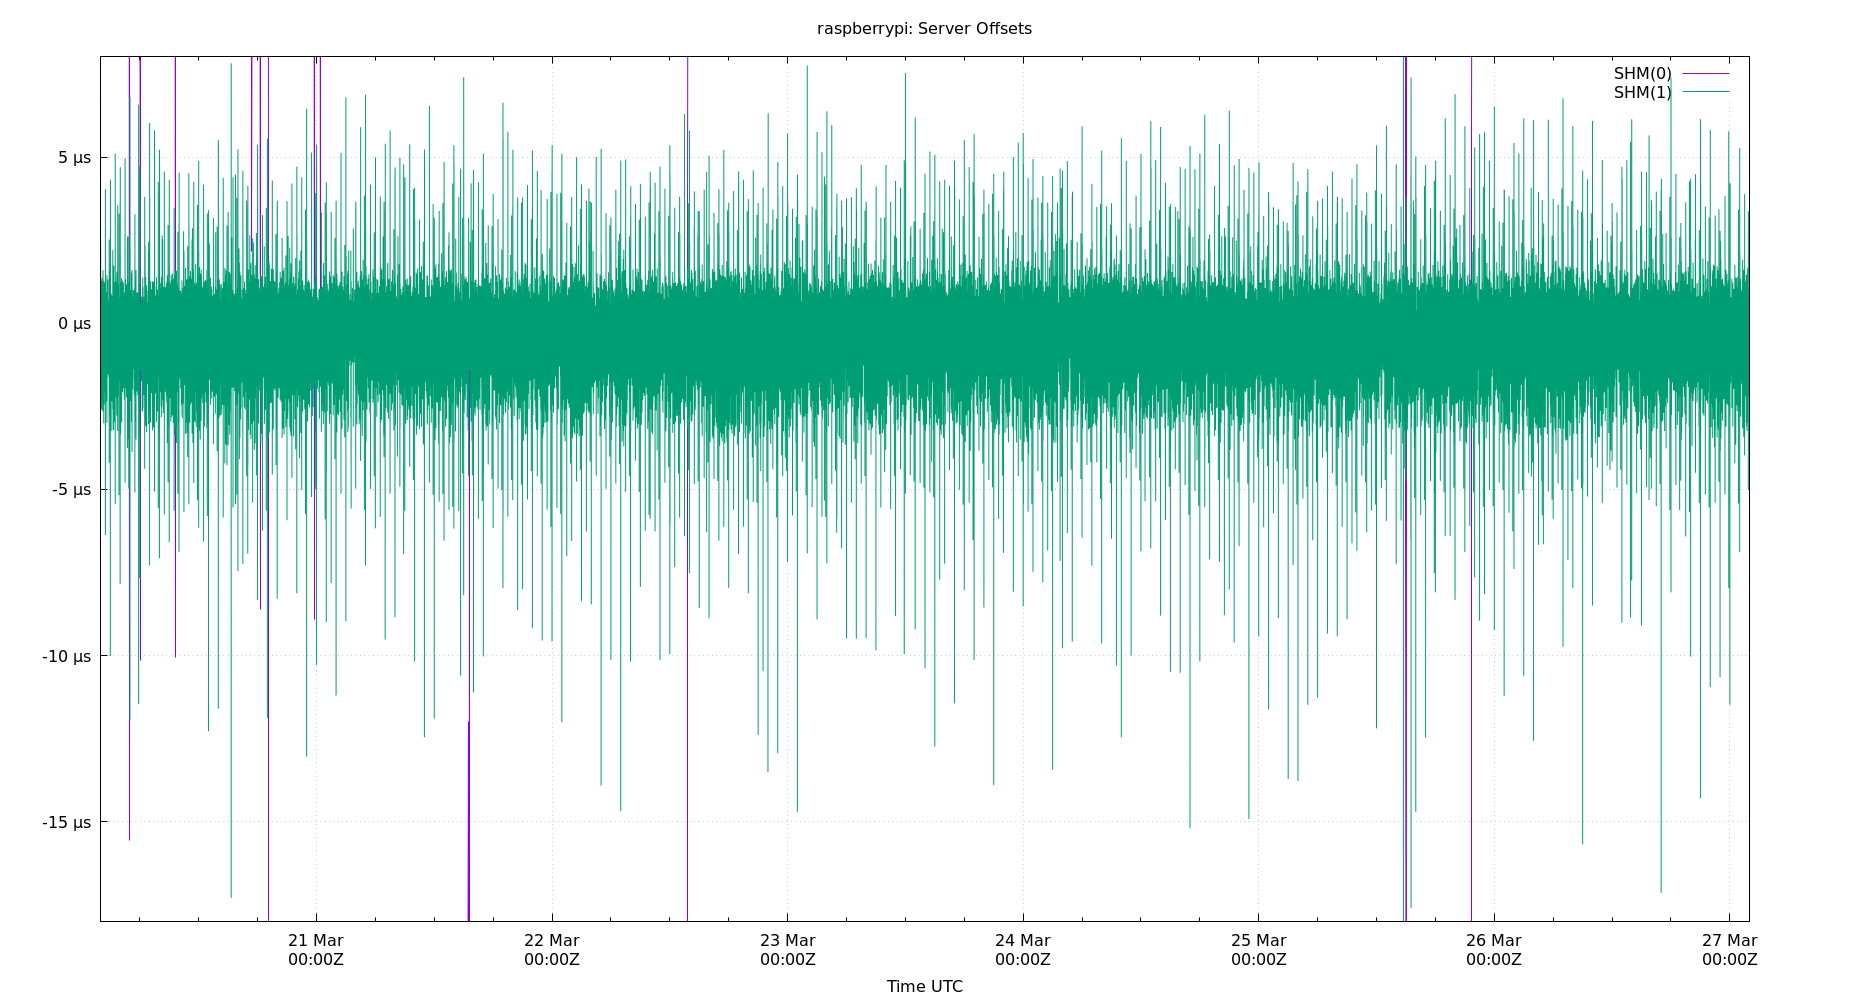 raspberrypi: Server Offsets
SHM(0)
SHM(1)
5 µs
0 µs
-5 µs
-10 µs
-15 µs
21 Mar
00:00Z
22 Mar
00:00Z
23 Mar
00:00Z
24 Mar
00:00Z
25 Mar
00:00Z
26 Mar
00:00Z
27 Mar
00:00Z
Time UTC